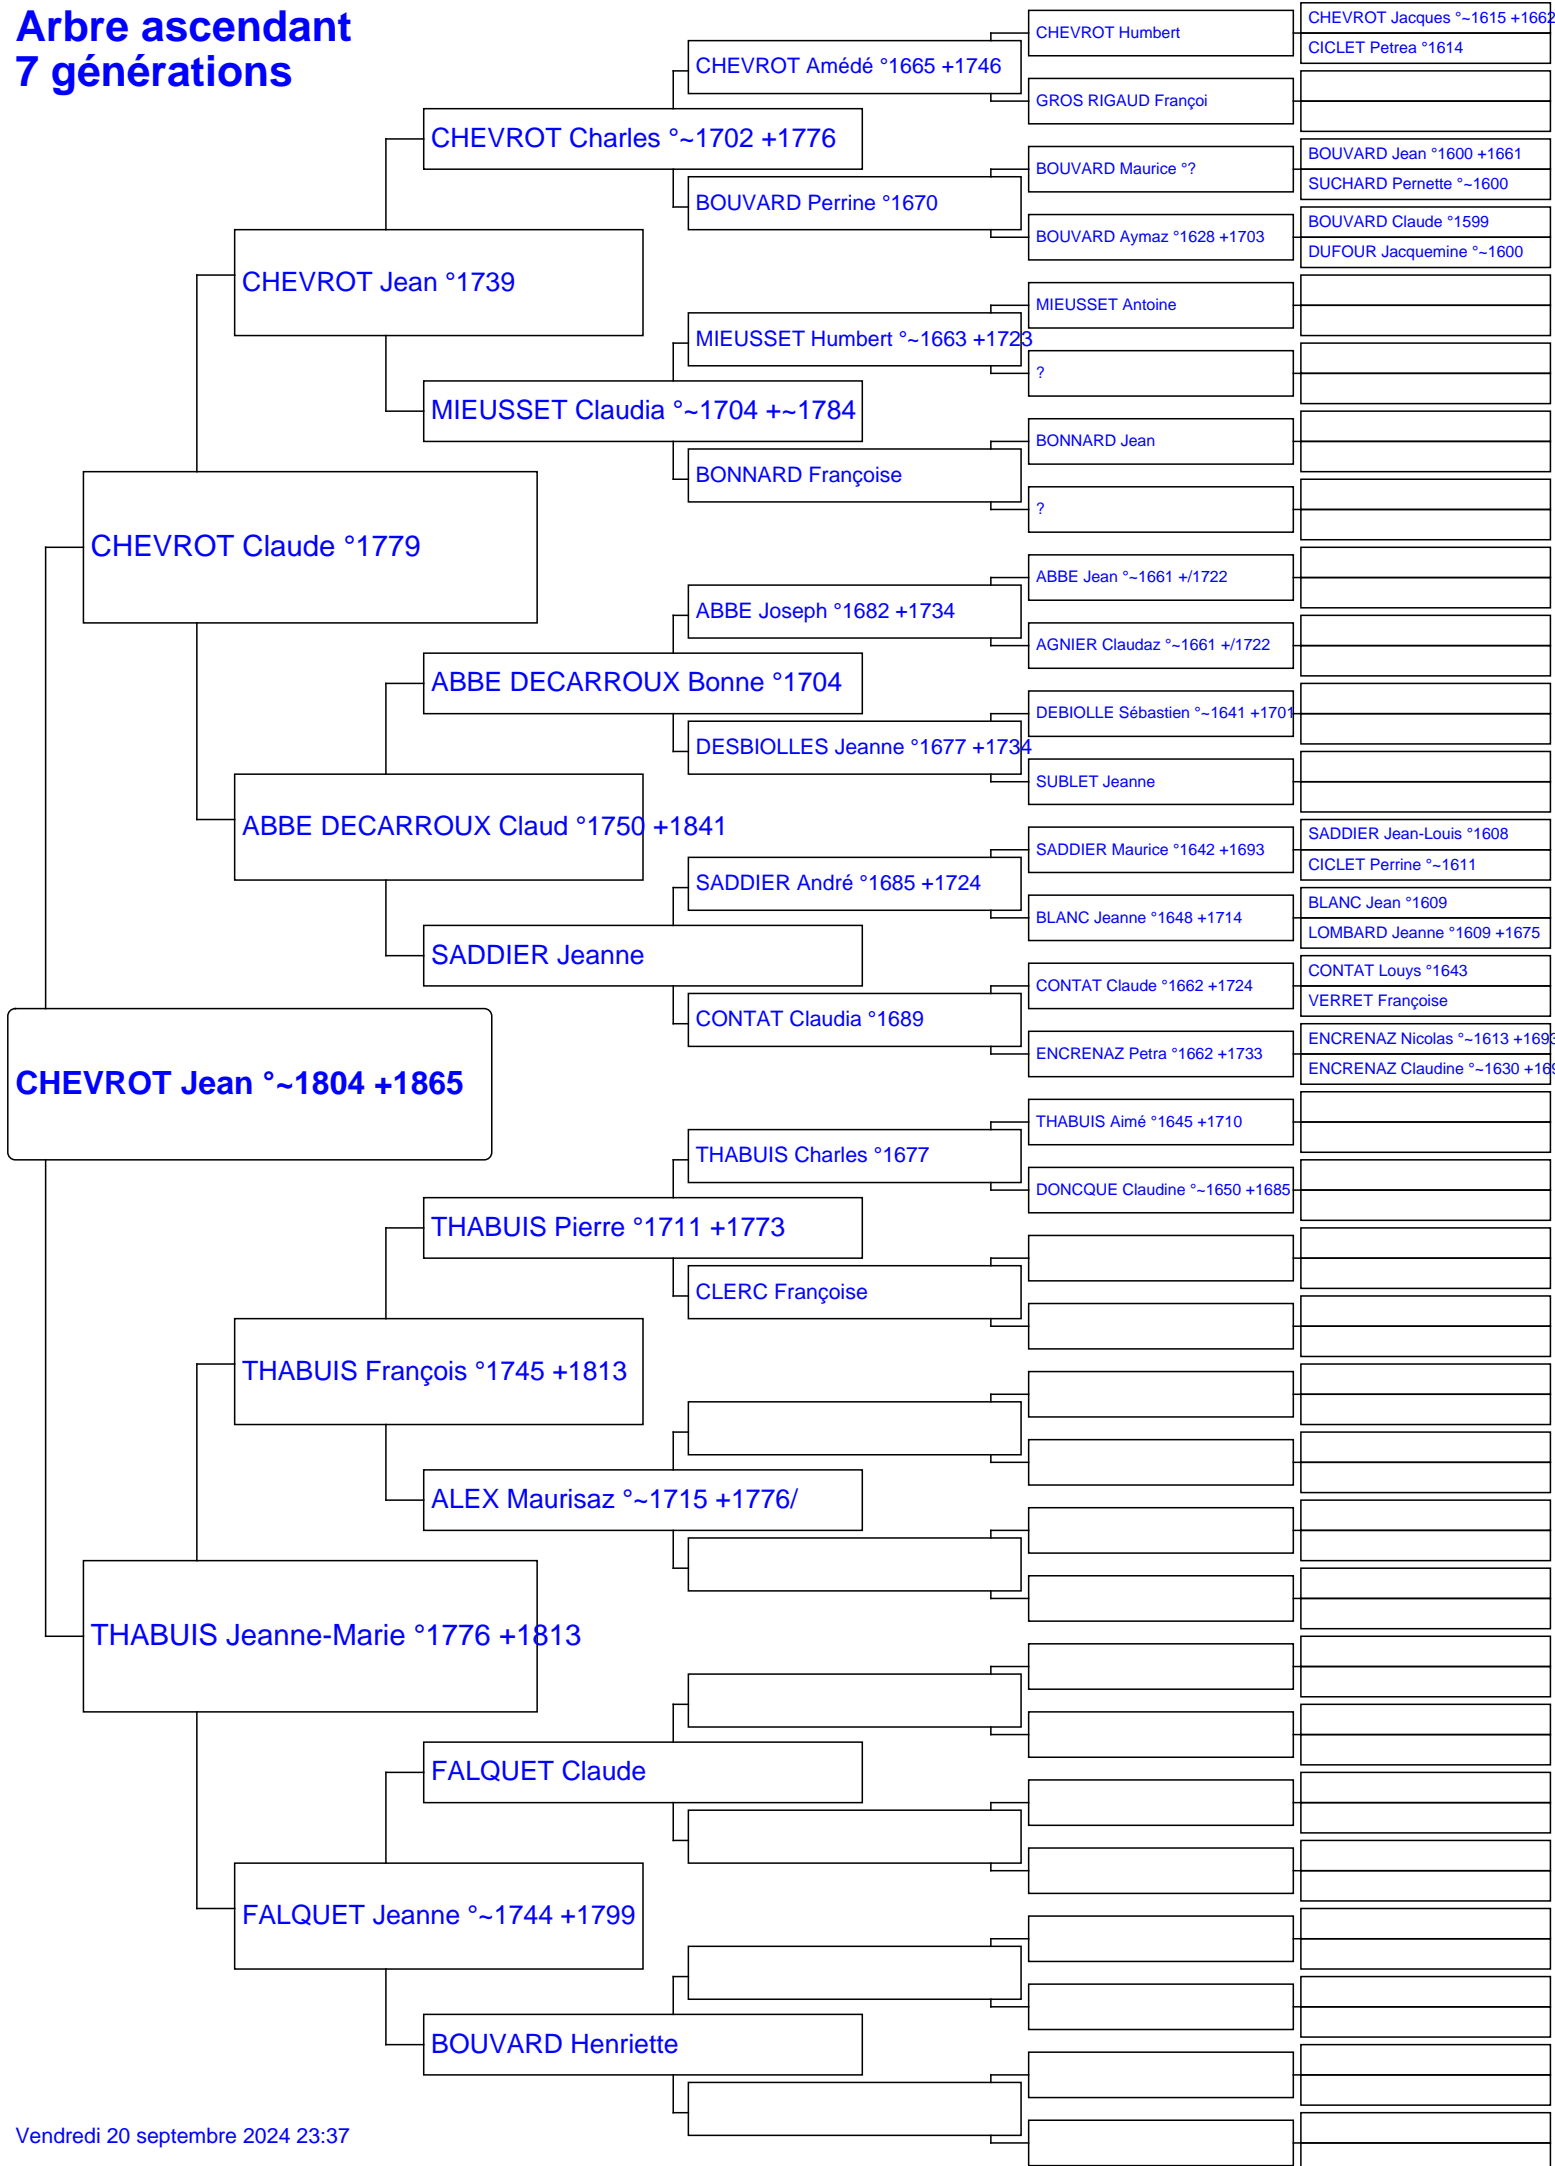 Arbre ascendant
7 générations
CHEVROT Jean °~1804 +1865
CHEVROT Claude °1779
THABUIS Jeanne-Marie °1776 +1813
CHEVROT Jean °1739
ABBE DECARROUX Claud °1750 +1841
THABUIS François °1745 +1813
FALQUET Jeanne °~1744 +1799
CHEVROT Charles °~1702 +1776
MIEUSSET Claudia °~1704 +~1784
ABBE DECARROUX Bonne °1704
SADDIER Jeanne
THABUIS Pierre °1711 +1773
ALEX Maurisaz °~1715 +1776/
FALQUET Claude
BOUVARD Henriette
CHEVROT Amédé °1665 +1746
BOUVARD Perrine °1670
MIEUSSET Humbert °~1663 +1723
BONNARD Françoise
ABBE Joseph °1682 +1734
DESBIOLLES Jeanne °1677 +1734
SADDIER André °1685 +1724
CONTAT Claudia °1689
THABUIS Charles °1677
CLERC Françoise
CHEVROT Humbert
GROS RIGAUD Françoi
BOUVARD Maurice °?
BOUVARD Aymaz °1628 +1703
MIEUSSET Antoine
?
BONNARD Jean
?
ABBE Jean °~1661 +/1722
AGNIER Claudaz °~1661 +/1722
DEBIOLLE Sébastien °~1641 +1701
SUBLET Jeanne
SADDIER Maurice °1642 +1693
BLANC Jeanne °1648 +1714
CONTAT Claude °1662 +1724
ENCRENAZ Petra °1662 +1733
THABUIS Aimé °1645 +1710
DONCQUE Claudine °~1650 +1685
CHEVROT Jacques °~1615 +1662
CICLET Petrea °1614
BOUVARD Jean °1600 +1661
SUCHARD Pernette °~1600
BOUVARD Claude °1599
DUFOUR Jacquemine °~1600
SADDIER Jean-Louis °1608
CICLET Perrine °~1611
BLANC Jean °1609
LOMBARD Jeanne °1609 +1675
CONTAT Louys °1643
VERRET Françoise
ENCRENAZ Nicolas °~1613 +1693
ENCRENAZ Claudine °~1630
Vendredi 20 septembre 2024 23:37